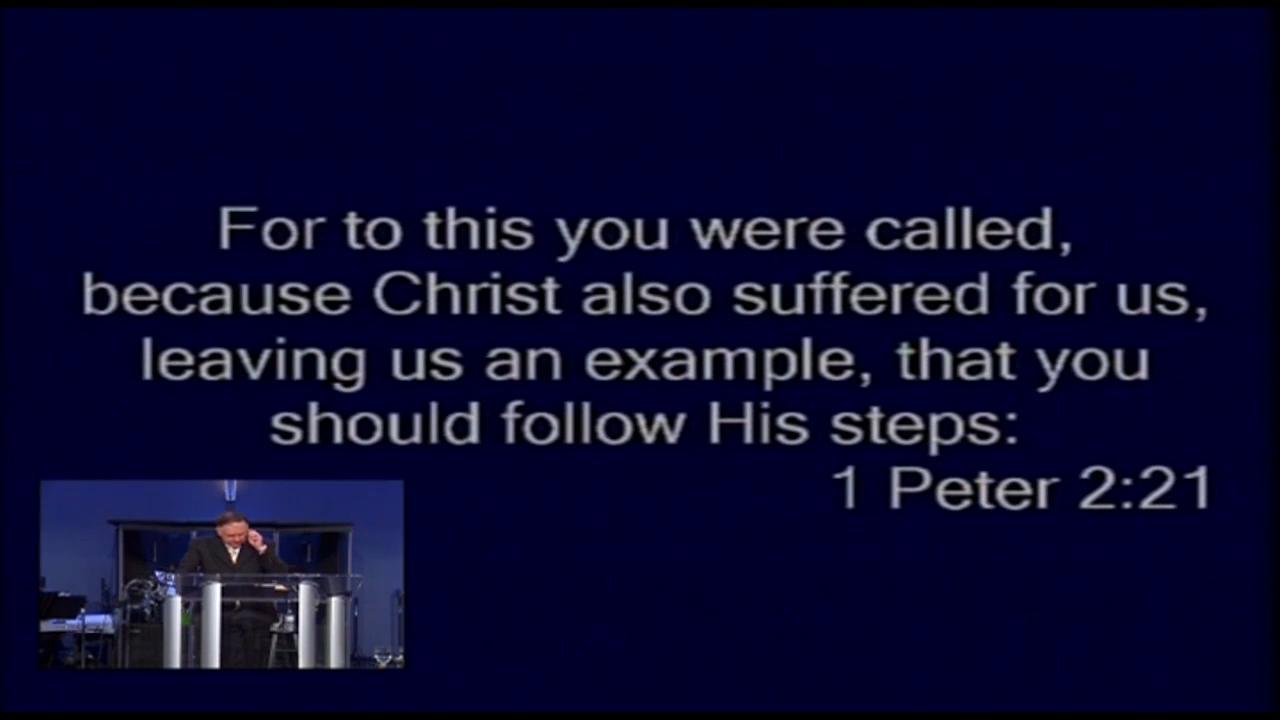 For to this you were called,
because Christ also suffered for us,
leaving us an example, that you
should follow His steps:
1 Peter 2:21